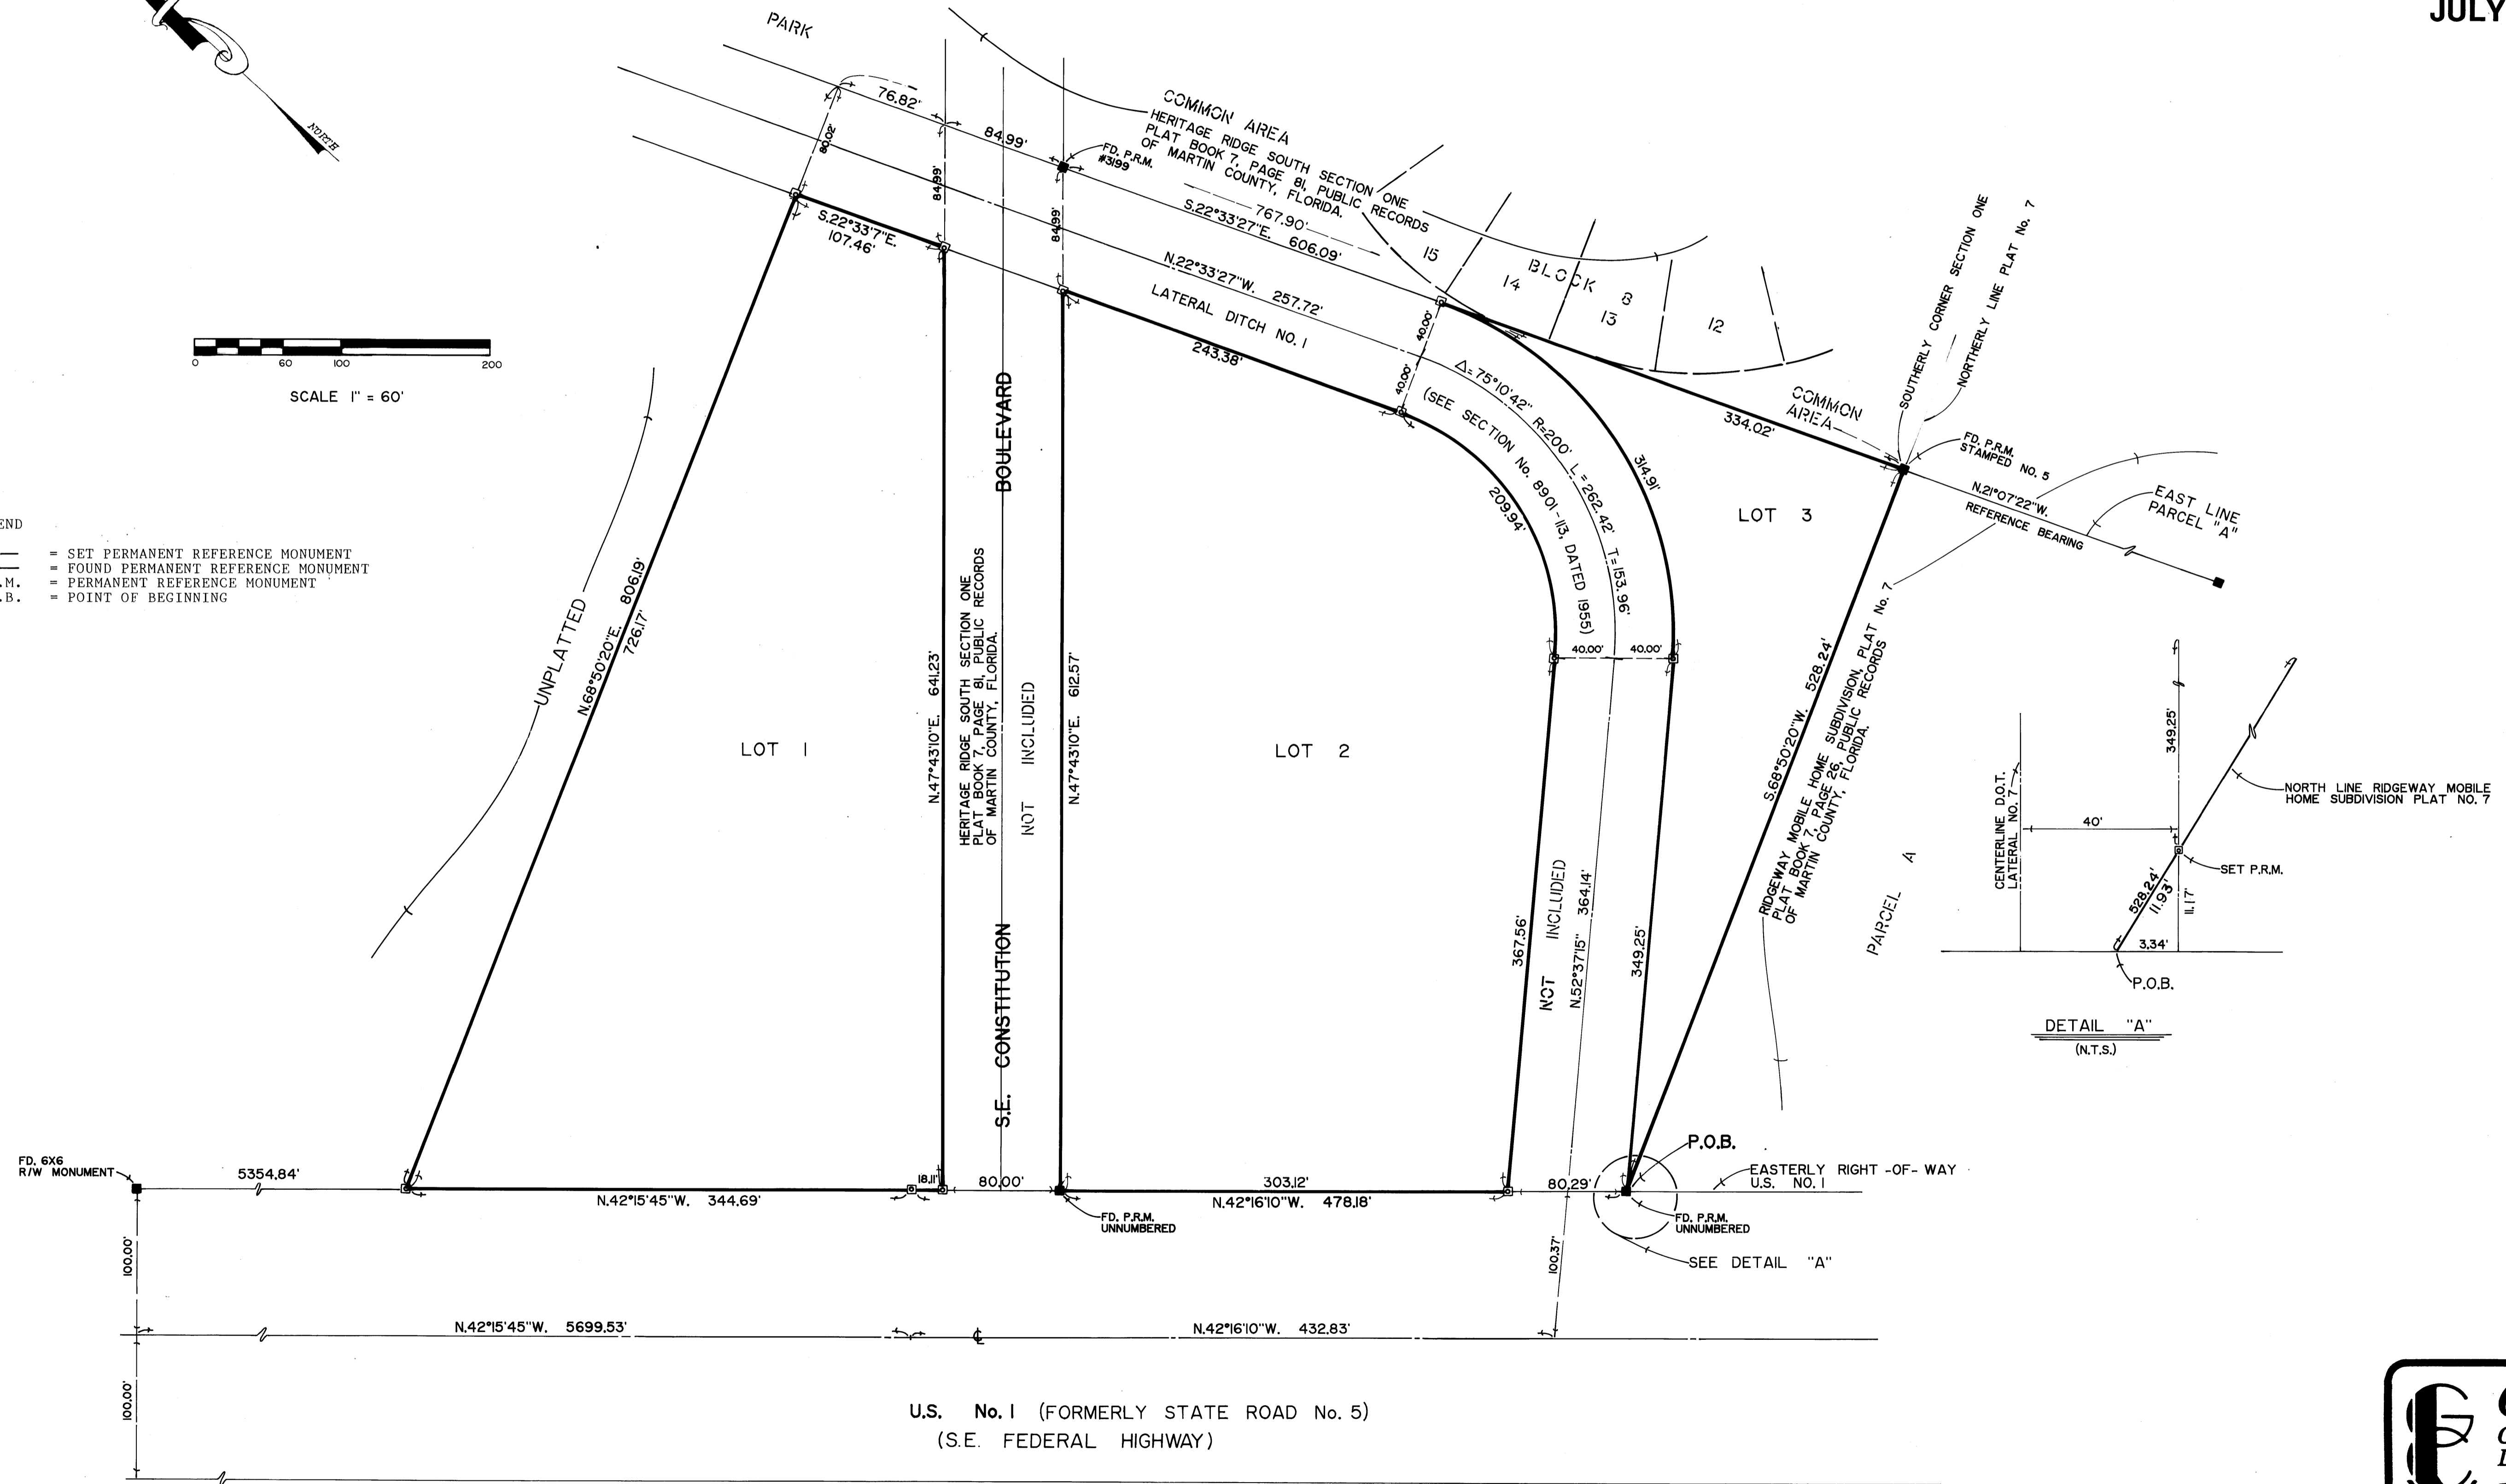 JULY
PARK
NORTH
76.82'
84.99'
80.02'
84.99'
84.99'
FD. P.R.M.
#3199
COMMON AREA
HERITAGE RIDGE SOUTH SECTION ONE
PLAT BOOK 7, PAGE 81, PUBLIC RECORDS
OF MARTIN COUNTY, FLORIDA.
767.90'
S.22°33'27"E. 606.09'
S.22°33'7"E.
107.46'
N.22°33'27"W. 257.72'
LATERAL DITCH NO. 1
243.38'
15
14
BLOCK 8
13
12
40.00'
40.00'
SOUTHERLY CORNER SECTION ONE
NORTHERLY LINE PLAT No. 7
COMMON
AREA
334.02'
FD. P.R.M.
STAMPED NO. 5
N.21°07'22"W.
REFERENCE BEARING
EAST LINE
PARCEL "A"
0 60 100 200
SCALE 1" = 60'
△=75°10'42" R=200' L=262.42' T=153.96'
(SEE SECTION No. 8901-113, DATED 1955)
314.91'
209.94'
LOT 3
40.00' 40.00'
END
= SET PERMANENT REFERENCE MONUMENT
= FOUND PERMANENT REFERENCE MONUMENT
.M. = PERMANENT REFERENCE MONUMENT
.B. = POINT OF BEGINNING
UNPLATTED
N.68°50'20"E. 806.19'
726.17'
LOT 1
N.47°43'10"E. 641.23'
HERITAGE RIDGE SOUTH SECTION ONE
PLAT BOOK 7, PAGE 81, PUBLIC RECORDS
OF MARTIN COUNTY, FLORIDA.
S.E. CONSTITUTION BOULEVARD
NOT INCLUDED
N.47°43'10"E. 612.57'
LOT 2
367.56'
NOT INCLUDED
N.52°37'15" 364.14'
349.25'
S.68°50'20"W. 528.24'
RIDGEWAY MOBILE HOME SUBDIVISION, PLAT No. 7
PLAT BOOK 7, PAGE 26, PUBLIC RECORDS
OF MARTIN COUNTY, FLORIDA.
PARCEL A
CENTERLINE D.O.T.
LATERAL NO. 7
40'
349.25'
NORTH LINE RIDGEWAY MOBILE
HOME SUBDIVISION PLAT NO. 7
SET P.R.M.
528.24'
11.93'
11.17'
3.34'
P.O.B.
DETAIL "A"
(N.T.S.)
FD. 6X6
R/W MONUMENT
5354.84'
18.11'
80.00'
303.12'
80.29'
P.O.B.
EASTERLY RIGHT-OF-WAY
U.S. NO. 1
N.42°15'45"W. 344.69'
N.42°16'10"W. 478.18'
FD. P.R.M.
UNNUMBERED
FD. P.R.M.
UNNUMBERED
SEE DETAIL "A"
100.00'
100.37'
N.42°15'45"W. 5699.53'
N.42°16'10"W. 432.83'
100.00'
U.S. No. 1 (FORMERLY STATE ROAD No. 5)
(S.E. FEDERAL HIGHWAY)